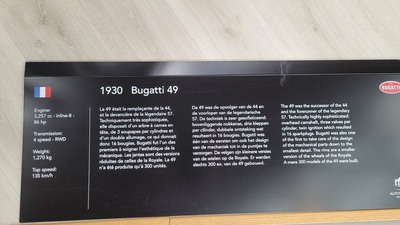 1930 Bugatti 49
BUGATTI
Engine:
3,257 cc - inline-8 -
86 hp
Transmission:
4 speed - RWD
Weight:
1,270 kg
Top speed:
135 km/h
La 49 était la remplaçante de la 44,
et la devancière de la légendaire 57.
Techniquement très sophistiquée,
elle disposait d'un arbre à cames en
tête, de 3 soupapes par cylindres et
d'un double allumage, ce qui donnait
donc 16 bougies. Bugatti fut l'un des
premiers à soigner l'esthétique de la
mécanique. Les jantes sont des versions
réduites de celles de la Royale. La 49
n'a été produite qu'à 300 unités.
De 49 was de opvolger van de 44 en
de voorloper van de legendarische
57. De techniek is zeer gesofisticeerd:
bovenliggende nokkenas, drie kleppen
per cilinder, dubbele ontsteking wat
resultaat in 16 bougies. Bugatti was
één van de eersten om ook het design
van de mechaniek tot in de puntjes te
verzorgen. De velgen zijn kleinere versies
van de wielen op de Royale. Er werden
slechts 300 ex. van de 49 gebouwd.
The 49 was the successor of the 44
and the forerunner of the legendary
57. Technically highly sophisticated:
overhead camshaft, three valves per
cylinder, twin ignition which resulted
in 16 sparkplugs. Bugatti was also one
of the first to take care of the design
of the mechanical parts down to the
smallest detail. The rims are a smaller
version of the wheels of the Royale.
A mere 300 models of the 49 were built.